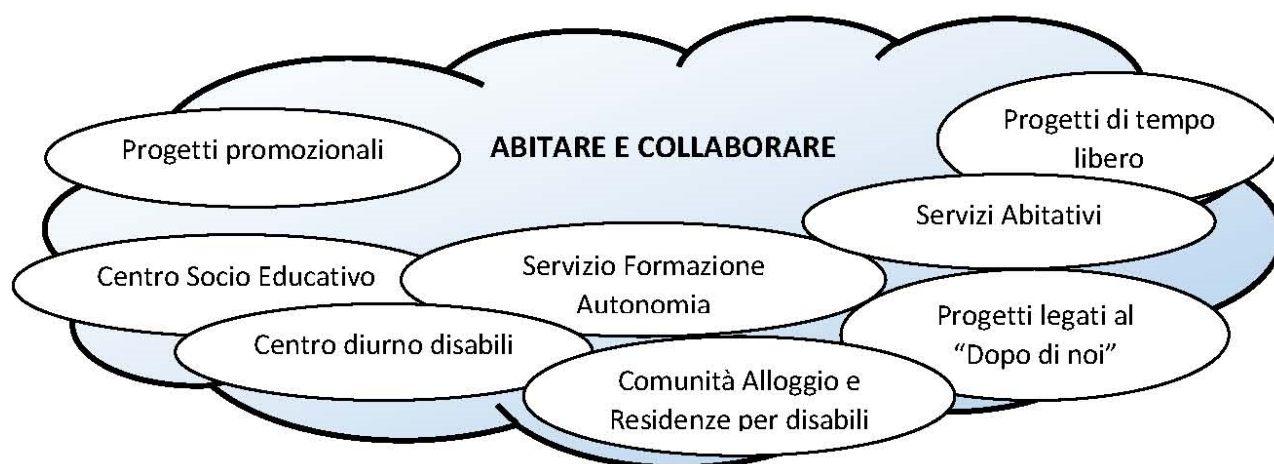 Progetti promozionali
ABITARE E COLLABORARE
Progetti di tempo
libero
Servizi Abitativi
Centro Socio Educativo
Servizio Formazione
Autonomia
Centro diurno disabili
Progetti legati al
“Dopo di noi”
Comunità Alloggio e
Residenze per disabili